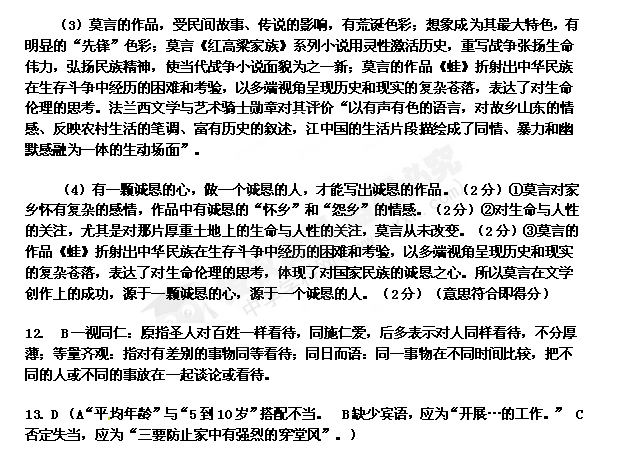 （3）莫言的作品，受民间故事、传说的影响，有荒诞色彩；想象成为其最大特色，有
明显的“先锋”色彩；莫言《红高粱家族》系列小说用灵性激活历史，重写战争张扬生命
伟力，弘扬民族精神，使当代战争小说面貌为之一新；莫言的作品《蛙》折射出中华民族
在生存斗争中经历的困难和考验，以多端视角呈现历史和现实的复杂苍落，表达了对生命
伦理的思考。法兰西文学与艺术骑士勋章对其评价“以有声有色的语言，对故乡山东的情
感、反映农村生活的笔调、富有历史的叙述，江中国的生活片段描绘成了同情、暴力和幽
默感融为一体的生动场面”。
（4）有一颗诚恳的心，做一个诚恳的人，才能写出诚恳的作品。（2分）①莫言对家
乡怀有复杂的感情，作品中有诚恳的“怀乡”和“怨乡”的情感。（2分）②对生命与人性
的关注，尤其是对那片厚重土地上的生命与人性的关注，莫言从未改变。（2分）③莫言的
作品《蛙》折射出中华民族在生存斗争中经历的困难和考验，以多端视角呈现历史和现实
的复杂苍落，表达了对生命伦理的思考，体现了对国家民族的诚恳之心。所以莫言在文学
创作上的成功，源于一颗诚恳的心，源于一个诚恳的人。（2分）（意思符合即得分）
12. B一视同仁：原指圣人对百姓一样看待，同施仁爱，后多表示对人同样看待，不分厚
薄；等量齐观：指对有差别的事物同等看待；同日而语：同一事物在不同时间比较，把不
同的人或不同的事放在一起谈论或看待。
13. D（A“平均年龄”与“5到10岁”搭配不当。 B缺少宾语，应为“开展…的工作。” C
否定失当，应为“三要防止家中有强烈的穿堂风”。）